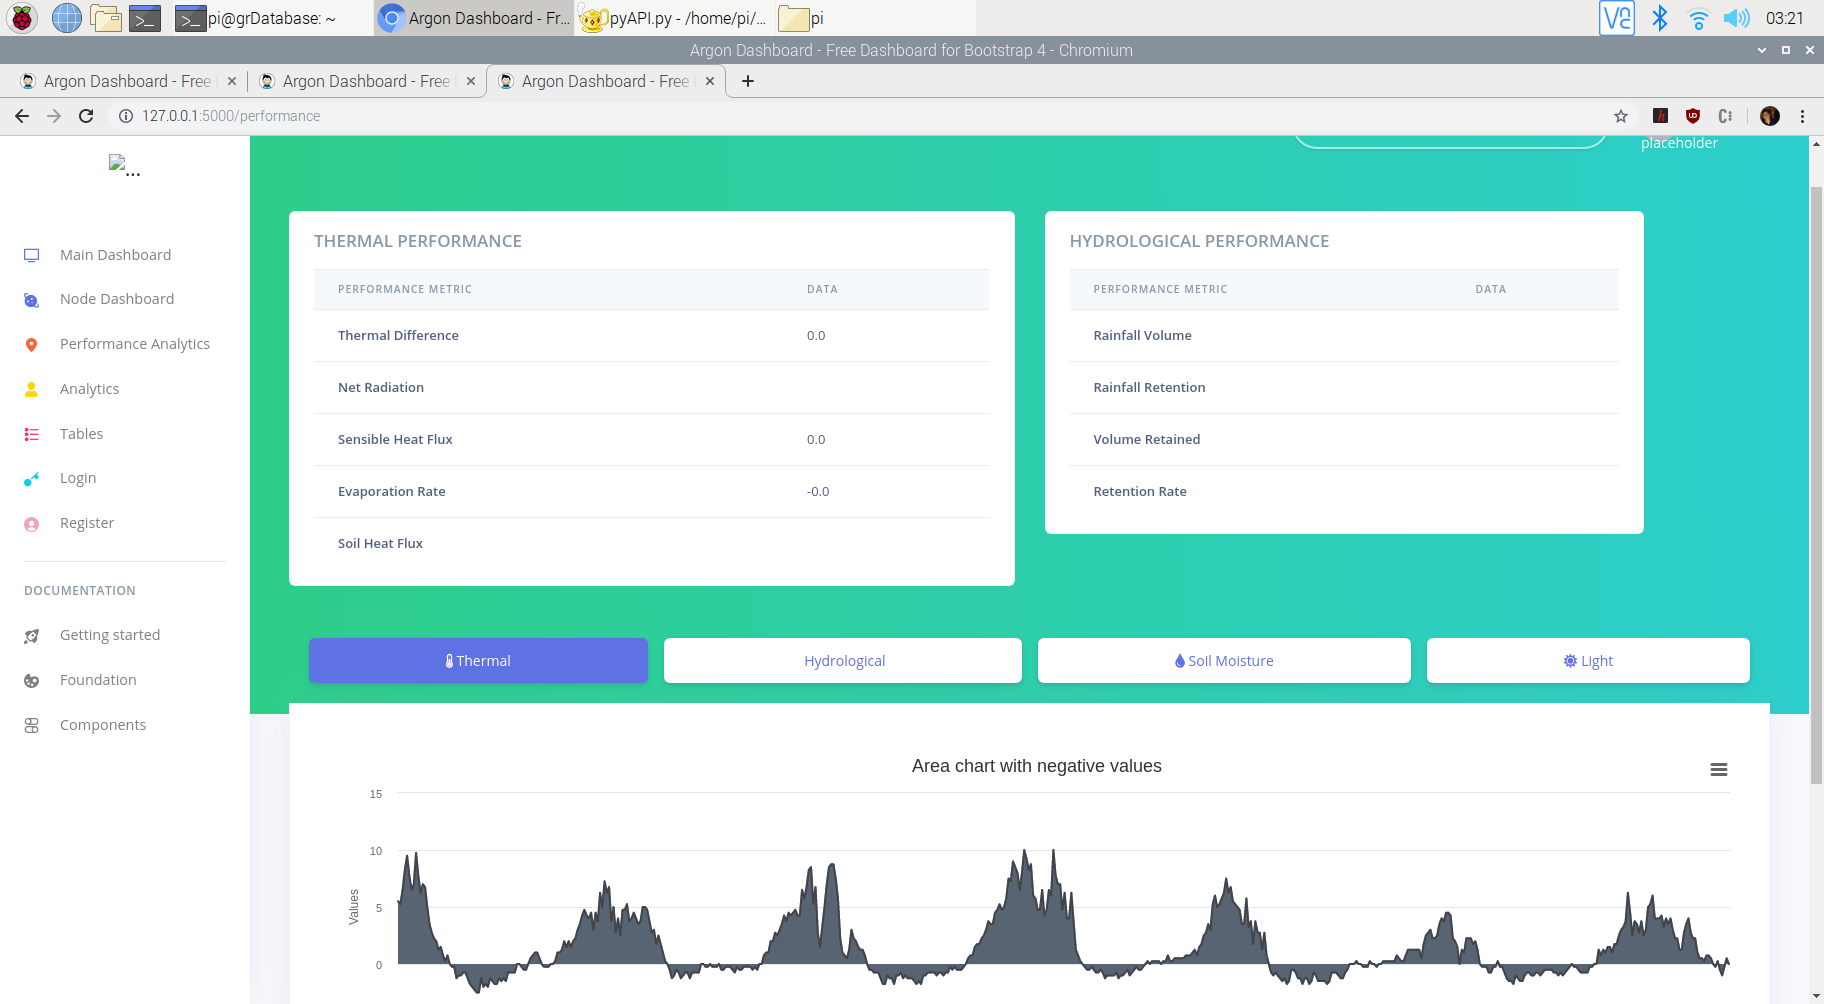 pi@grDatabase: ~
Argon Dashboard - Fr...
pyAPI.py - /home/pi/...
pi
03:21
Argon Dashboard - Free Dashboard for Bootstrap 4 - Chromium
Argon Dashboard - Free
Argon Dashboard - Free
Argon Dashboard - Free
127.0.0.1:5000/performance
placeholder
...
Main Dashboard
Node Dashboard
Performance Analytics
Analytics
Tables
Login
Register
DOCUMENTATION
Getting started
Foundation
Components
THERMAL PERFORMANCE
PERFORMANCE METRIC DATA
Thermal Difference 0.0
Net Radiation
Sensible Heat Flux 0.0
Evaporation Rate -0.0
Soil Heat Flux
HYDROLOGICAL PERFORMANCE
PERFORMANCE METRIC DATA
Rainfall Volume
Rainfall Retention
Volume Retained
Retention Rate
Thermal
Hydrological
Soil Moisture
Light
Area chart with negative values
Values
15
10
5
0